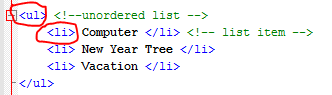 <ul> <!--unordered list -->
<li> Computer </li> <!-- list item -->
<li> New Year Tree </li>
<li> Vacation </li>
</ul>